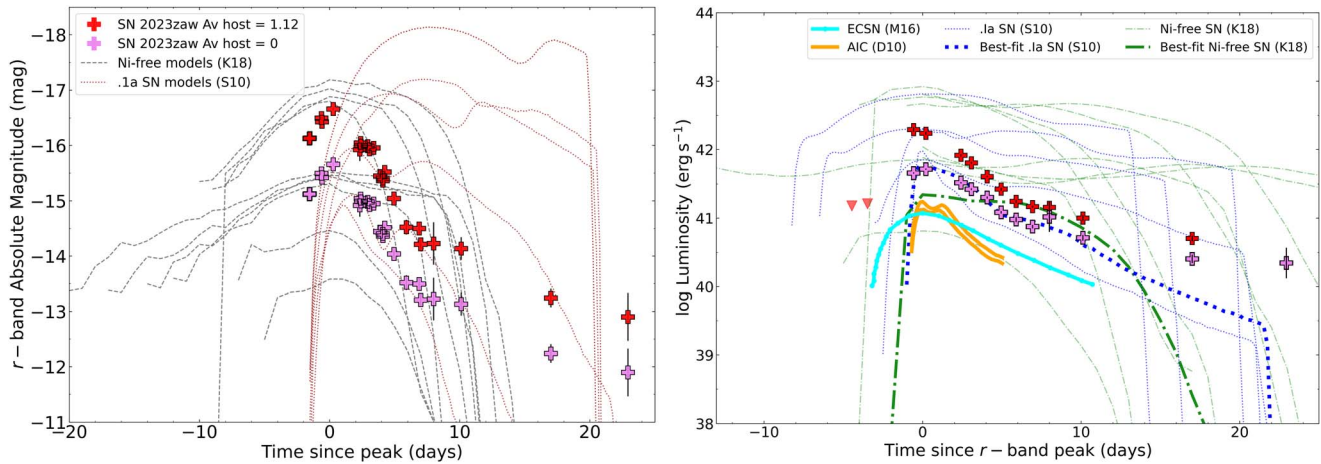 SN 2023zaw Av host = 1.12
SN 2023zaw Av host = 0
Ni-free models (K18)
.1a SN models (S10)
r-band Absolute Magnitude (mag)
-18
-17
-16
-15
-14
-13
-12
-11
-20
-10
0
10
20
Time since peak (days)
ECSN (M16)
AIC (D10)
.Ia SN (S10)
Best-fit .Ia SN (S10)
Ni-free SN (K18)
Best-fit Ni-free SN (K18)
log Luminosity (erg s⁻¹)
44
43
42
41
40
39
38
-10
0
10
20
Time since r-band peak (days)